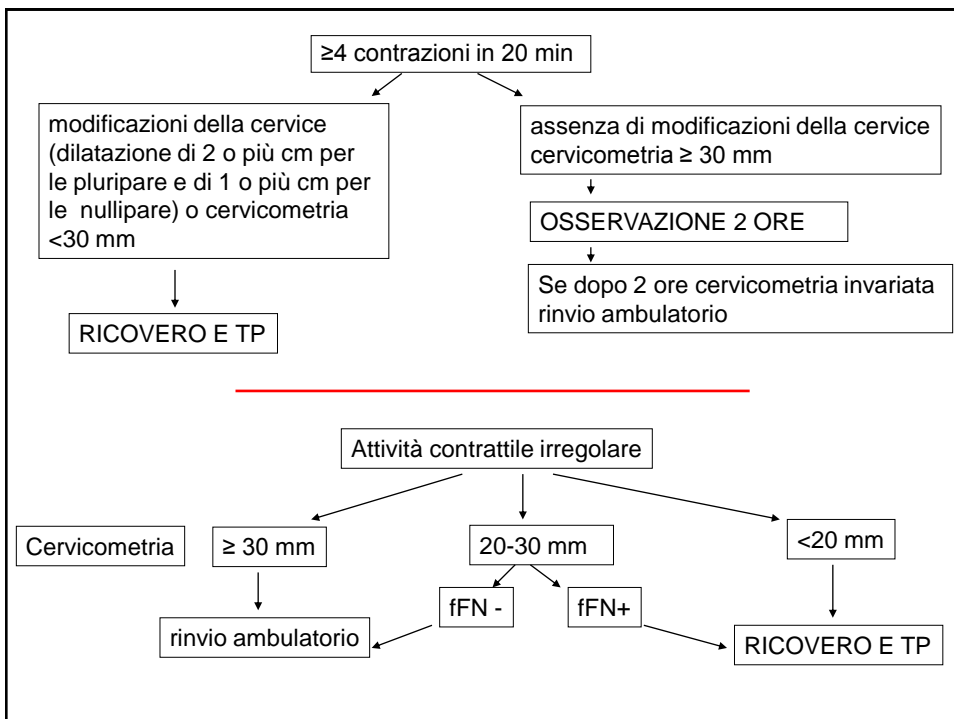 ≥4 contrazioni in 20 min
modificazioni della cervice
(dilatazione di 2 o più cm per
le pluripare e di 1 o più cm per
le nullipare) o cervicometria
<30 mm
RICOVERO E TP
assenza di modificazioni della cervice
cervicometria ≥ 30 mm
OSSERVAZIONE 2 ORE
Se dopo 2 ore cervicometria invariata
rinvio ambulatorio
Attività contrattile irregolare
Cervicometria
≥ 30 mm
20-30 mm
<20 mm
fFN -
fFN+
rinvio ambulatorio
RICOVERO E TP